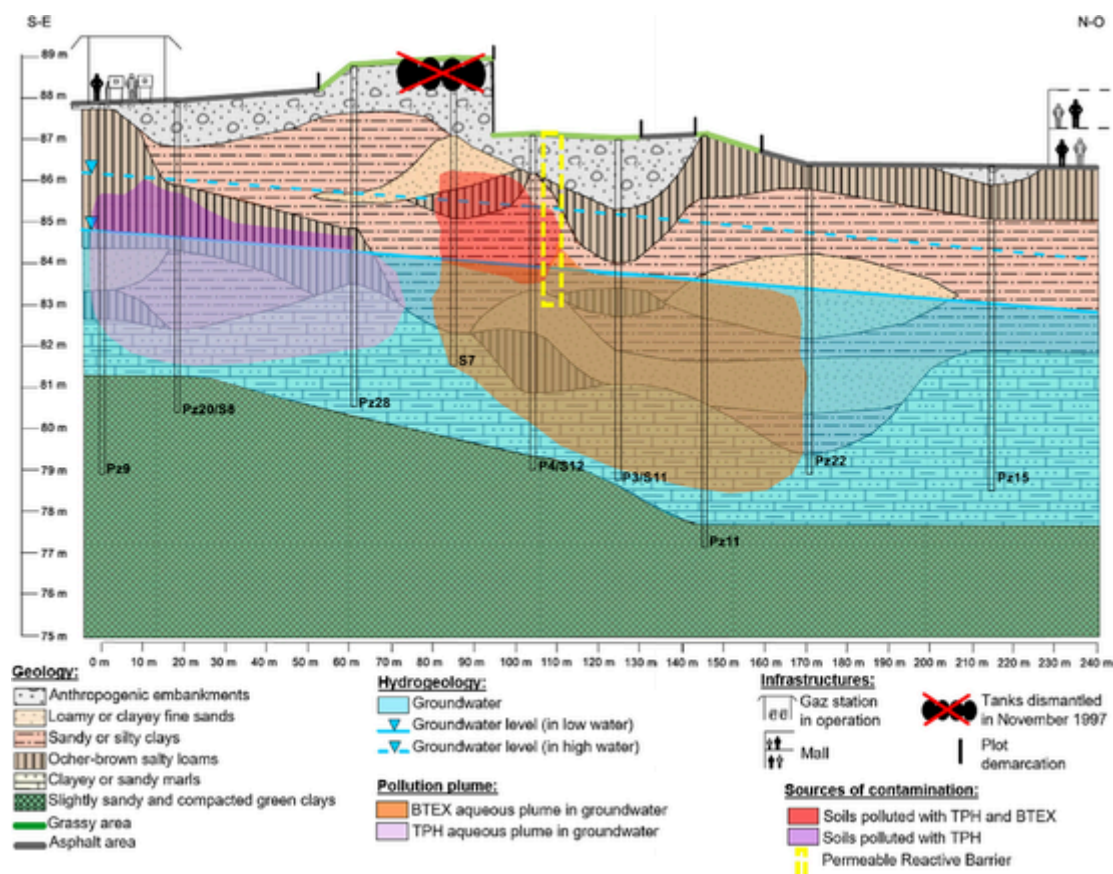 S-E
N-O
89 m
88 m
87 m
86 m
85 m
84 m
83 m
82 m
81 m
80 m
79 m
78 m
77 m
76 m
75 m
S7
Pz20/S8
Pz28
Pz9
P4/S12
P3/S11
Pz22
Pz15
Pz11
0 m 10 m 20 m 30 m 40 m 50 m 60 m 70 m 80 m 90 m 100 m 110 m 120 m 130 m 140 m 150 m 160 m 170 m 180 m 190 m 200 m 210 m 220 m 230 m 240 m
Geology:
Anthropogenic embankments
Loamy or clayey fine sands
Sandy or silty clays
Ocher-brown salty loams
Clayey or sandy marls
Slightly sandy and compacted green clays
Grassy area
Asphalt area
Hydrogeology:
Groundwater
Groundwater level (in low water)
Groundwater level (in high water)
Pollution plume:
BTEX aqueous plume in groundwater
TPH aqueous plume in groundwater
Infrastructures:
Gaz station
in operation
Mall
Tanks dismantled
in November 1997
Plot
demarcation
Sources of contamination:
Soils polluted with TPH and BTEX
Soils polluted with TPH
Permeable Reactive Barrier